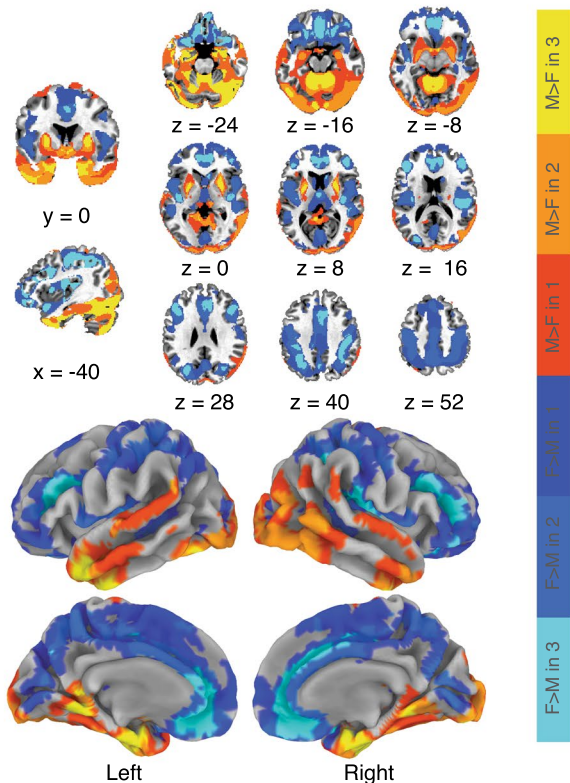 z = -24
z = -16
z = -8
y = 0
z = 0
z = 8
z = 16
x = -40
z = 28
z = 40
z = 52
Left
Right
M>F in 3
M>F in 2
M>F in 1
F>M in 1
F>M in 2
F>M in 3